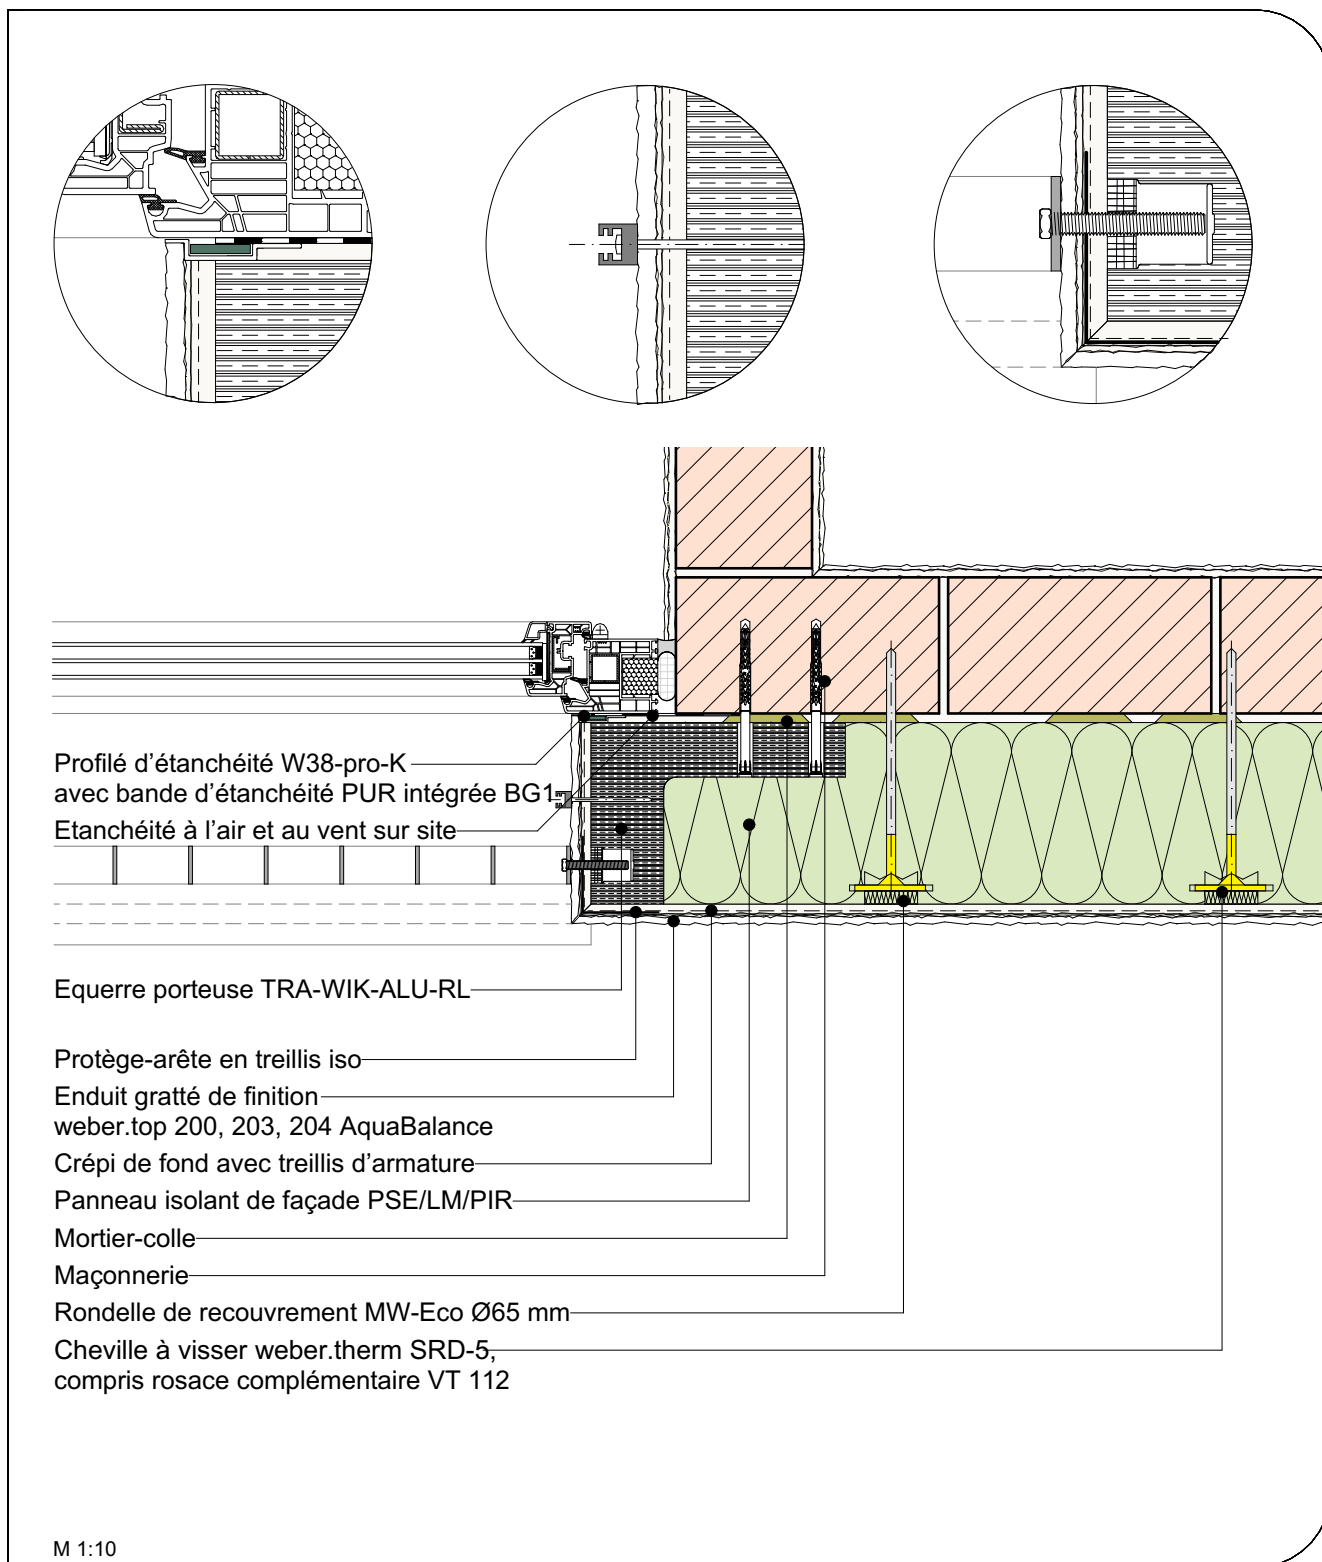 Profilé d’étanchéité W38-pro-K
avec bande d’étanchéité PUR intégrée BG1
Etanchéité à l’air et au vent sur site
Equerre porteuse TRA-WIK-ALU-RL
Protège-arête en treillis iso
Enduit gratté de finition
weber.top 200, 203, 204 AquaBalance
Crépi de fond avec treillis d'armature
Panneau isolant de façade PSE/LM/PIR
Mortier-colle
Maçonnerie
Rondelle de recouvrement MW-Eco Ø65 mm
Cheville à visser weber.therm SRD-5,
compris rosace complémentaire VT 112
M 1:10